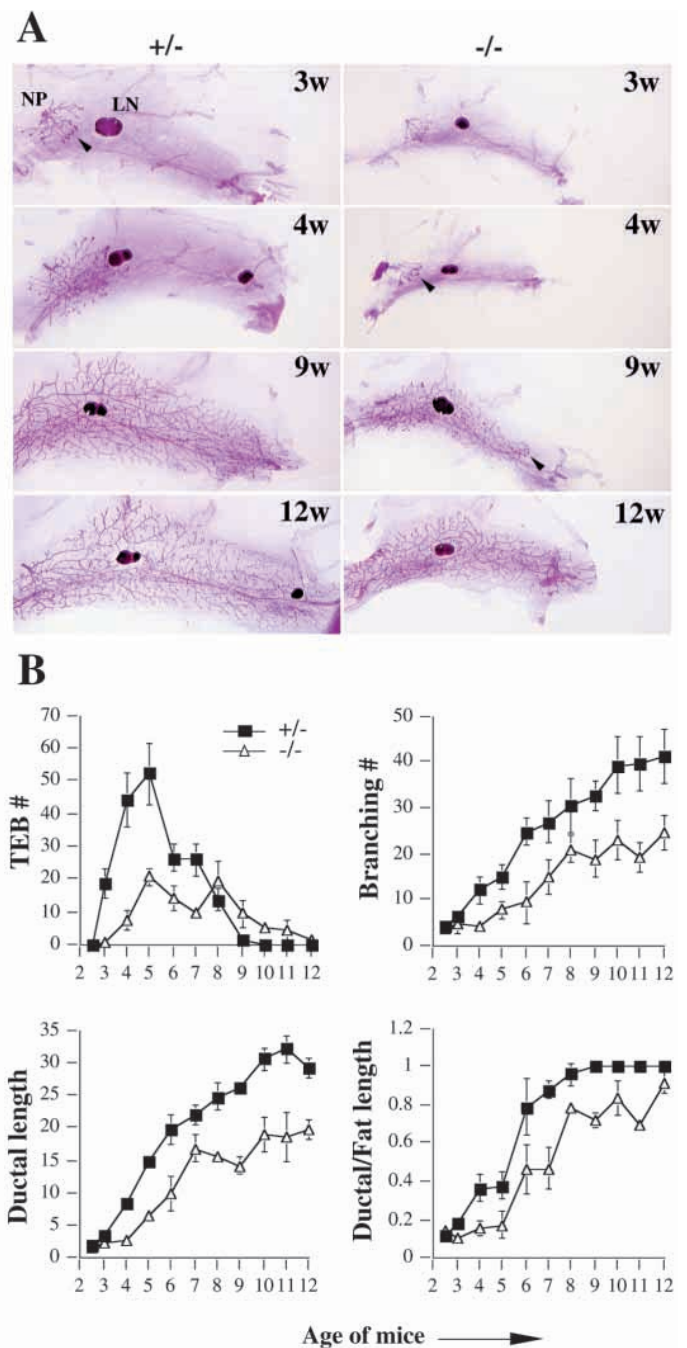 A
+/-
-/-
3w
NP
LN
3w
4w
4w
9w
9w
12w
12w
B
70
60
50
40
30
20
10
0
TEB #
+/-
-/-
2 3 4 5 6 7 8 9 10 11 12
50
40
30
20
10
0
Branching #
2 3 4 5 6 7 8 9 10 11 12
35
30
25
20
15
10
5
0
Ductal length
2 3 4 5 6 7 8 9 10 11 12
1.2
1
0.8
0.6
0.4
0.2
0
Ductal/Fat length
2 3 4 5 6 7 8 9 10 11 12
Age of mice